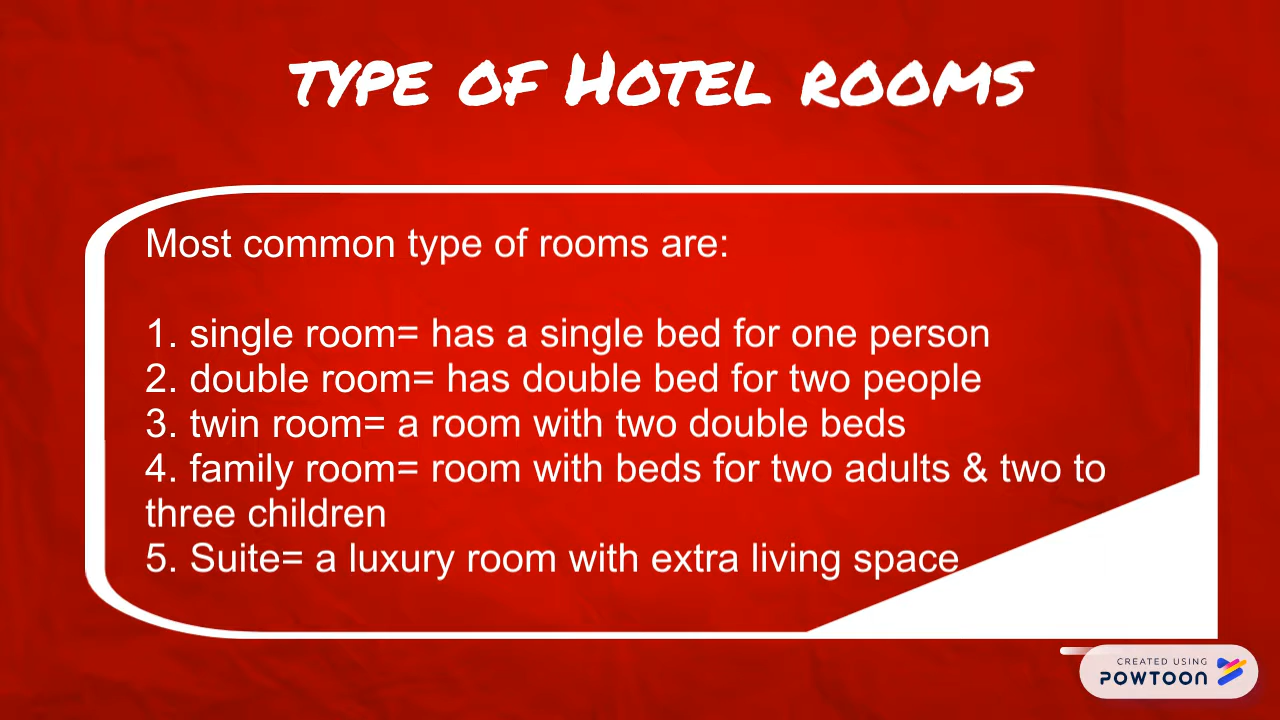 TYPE OF HOTEL ROOMS
Most common type of rooms are:
1. single room= has a single bed for one person
2. double room= has double bed for two people
3. twin room= a room with two double beds
4. family room= room with beds for two adults & two to
three children
5. Suite= a luxury room with extra living space
CREATED USING
POWTOON